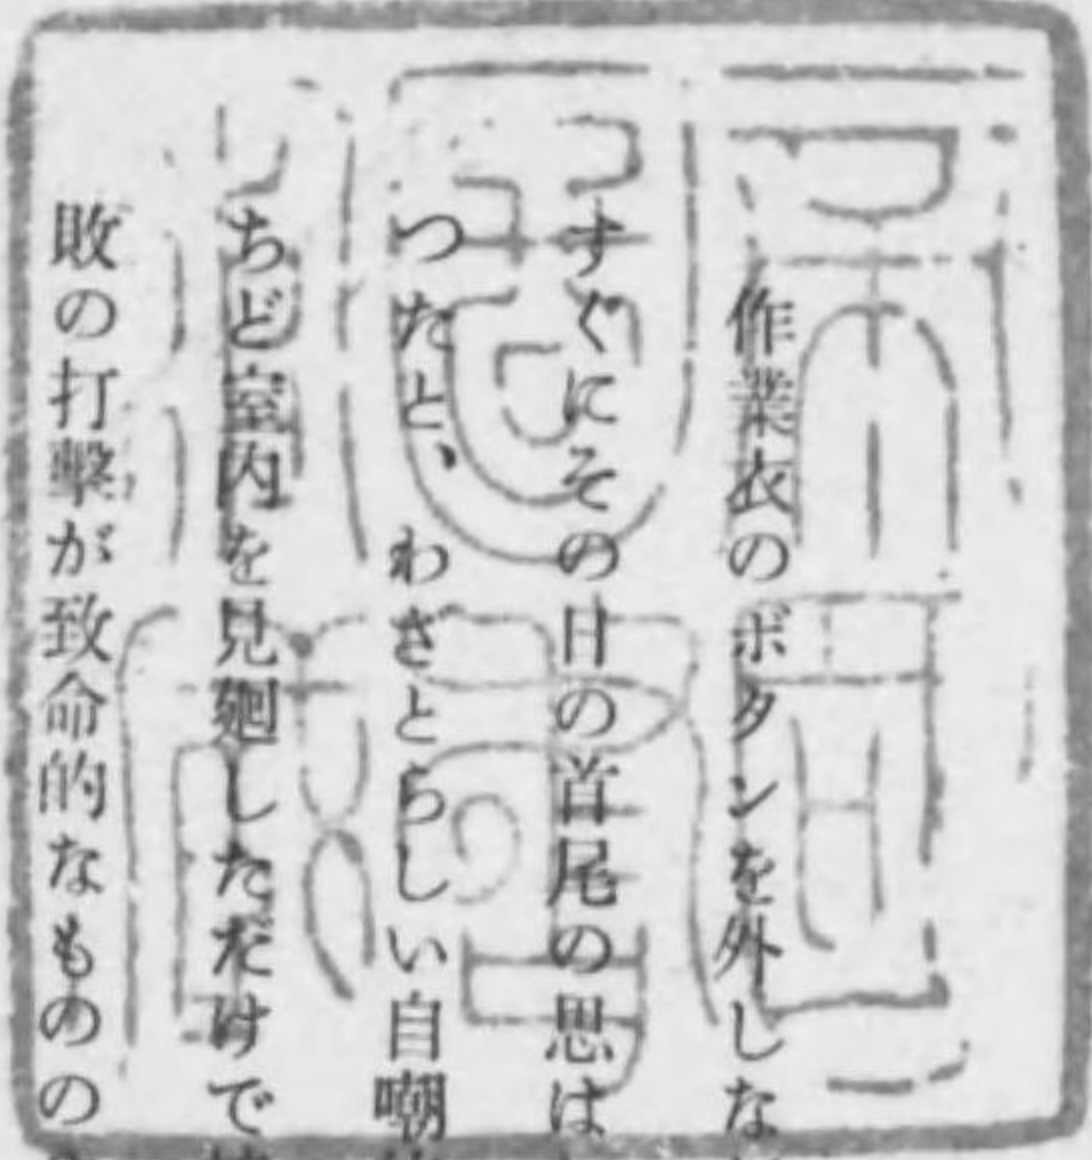 作業衣のボタンを外しな
すぐにその日の首尾の思は
つたと、わざとらしい自嘲
ちど室内を見廻しただけで
敗の打擊が致命的なものの